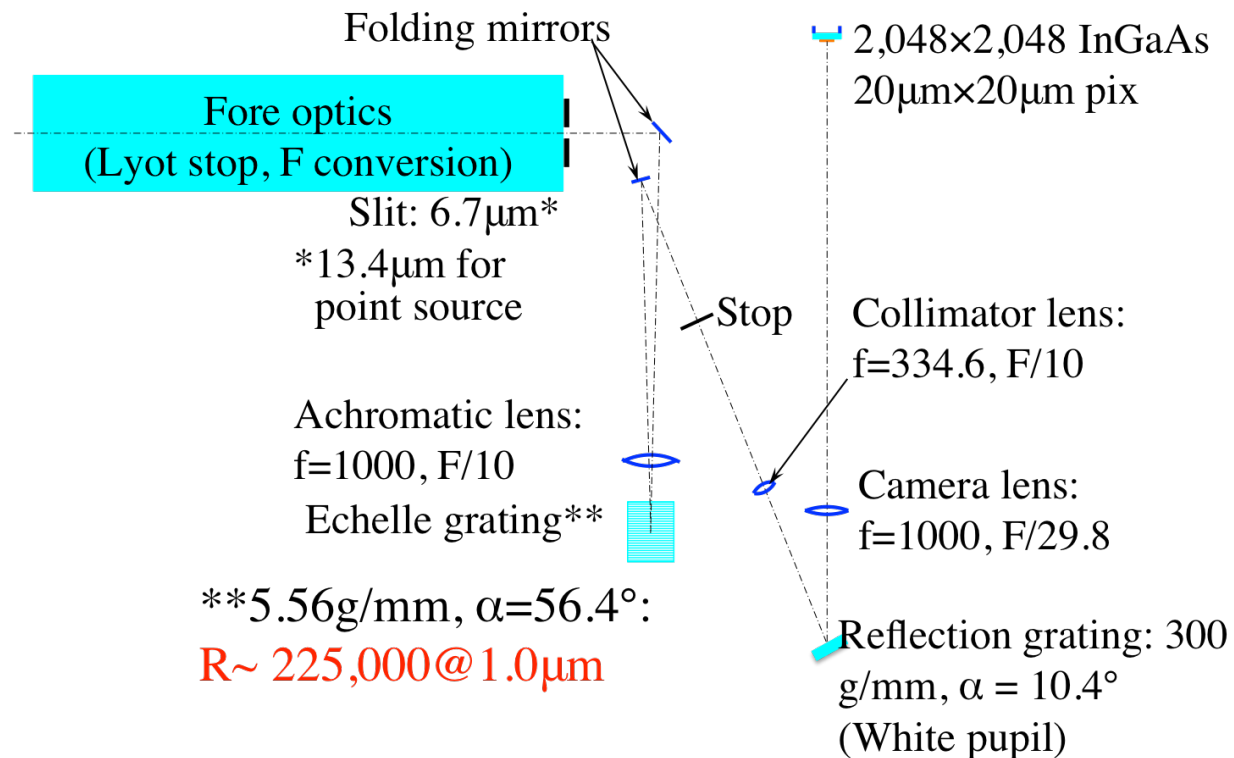 Folding mirrors
2,048×2,048 InGaAs
20μm×20μm pix
Fore optics
(Lyot stop, F conversion)
Slit: 6.7μm*
*13.4μm for
point source
Stop
Collimator lens:
f=334.6, F/10
Achromatic lens:
f=1000, F/10
Echelle grating**
Camera lens:
f=1000, F/29.8
**5.56g/mm, α=56.4°:
R~ 225,000@1.0μm
Reflection grating: 300
g/mm, α = 10.4°
(White pupil)